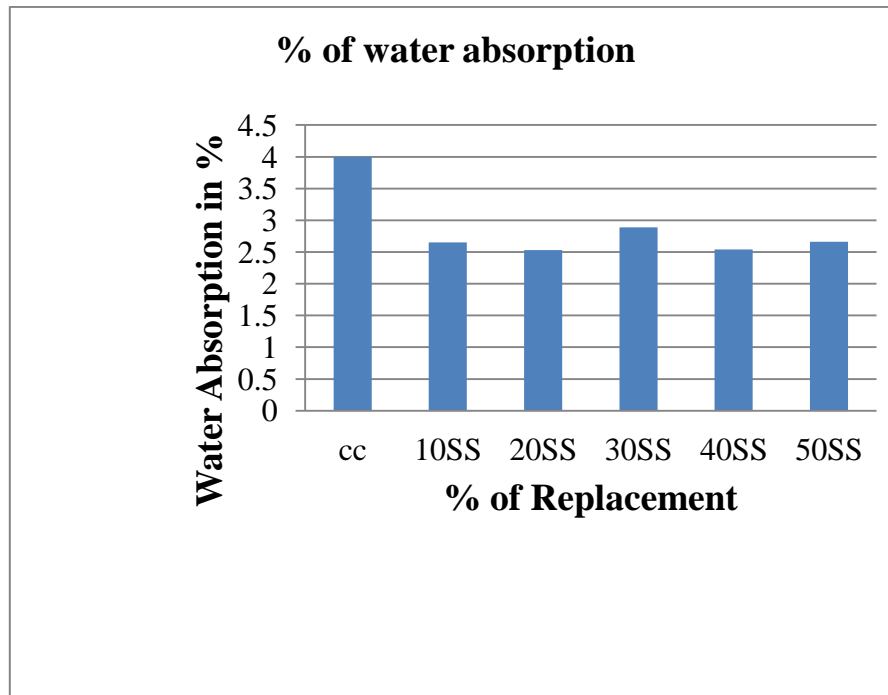 % of water absorption
Water Absorption in %
4.5
4
3.5
3
2.5
2
1.5
1
0.5
0
cc 10SS 20SS 30SS 40SS 50SS
% of Replacement